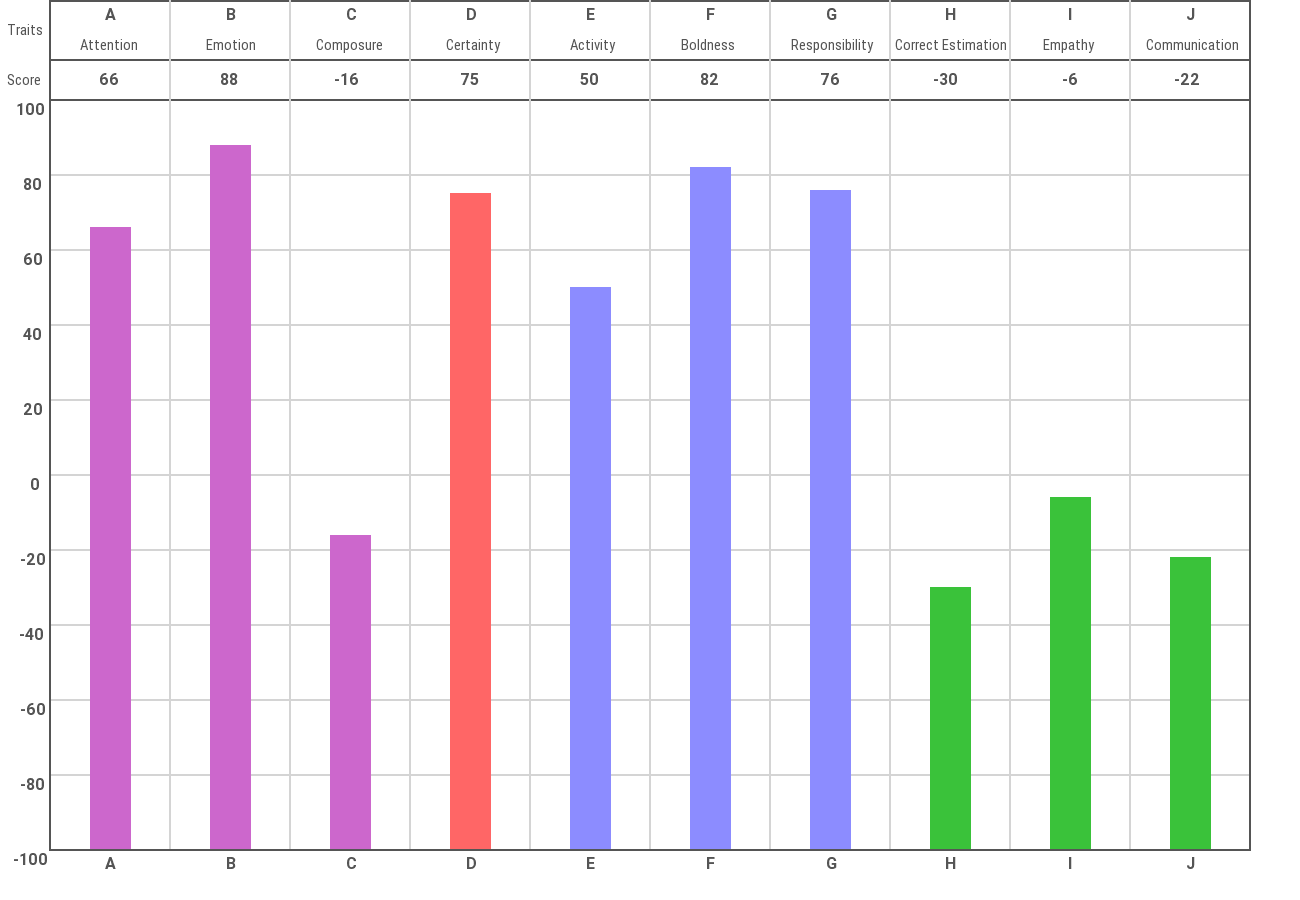 A B C D E F G H I J
Traits
Attention Emotion Composure Certainty Activity Boldness Responsibility Correct Estimation Empathy Communication
Score 66 88 -16 75 50 82 76 -30 -6 -22
100
80
60
40
20
0
-20
-40
-60
-80
-100
A B C D E F G H I J